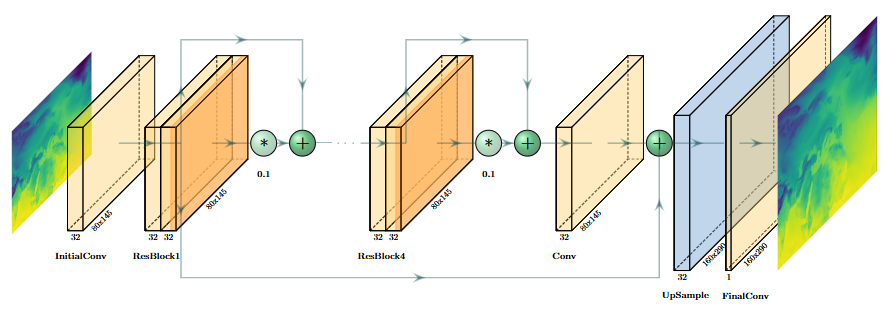 * + · · · * + +
0.1 0.1
80x145 80x145 80x145 80x145
32 32 32 32 32 32
InitialConv ResBlock1 ResBlock4 Conv
160x290 160x290
32 1
UpSample FinalConv